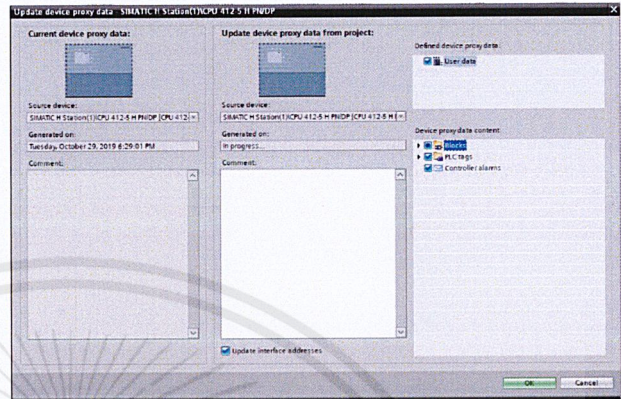 Update device proxy data - SIMATIC H Station(1)\CPU 412-5 H PN/DP
Current device proxy data:
Source device:
SIMATIC H Station(1)\CPU 412-5 H PN/DP [CPU 412-
Generated on:
Tuesday, October 29, 2019 6:29:01 PM
Comment:
Update device proxy data from project:
Source device:
SIMATIC H Station(1)\CPU 412-5 H PN/DP [CPU 412-5 H
Generated on:
In progress...
Comment:
Update interface addresses
Defined device proxy data:
User data
Device proxy data content
Blocks
PLC tags
Controller alarms
OK
Cancel